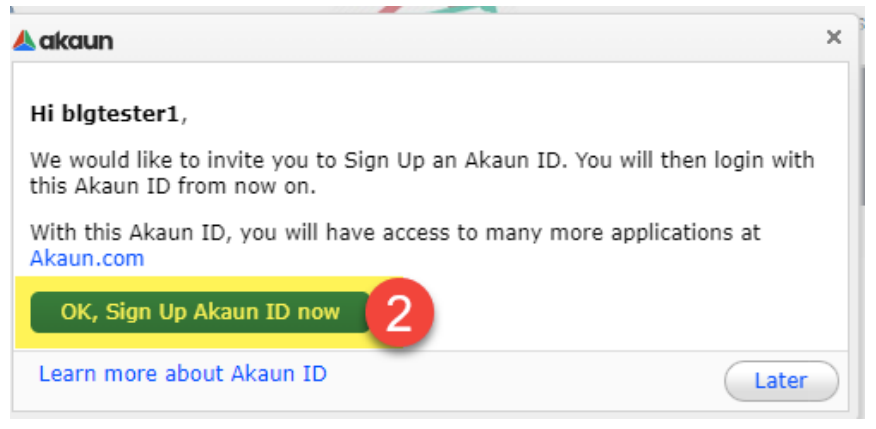 akaun
×
Hi blgtester1,
We would like to invite you to Sign Up an Akaun ID. You will then login with
this Akaun ID from now on.
With this Akaun ID, you will have access to many more applications at
Akaun.com
OK, Sign Up Akaun ID now
2
Learn more about Akaun ID
Later